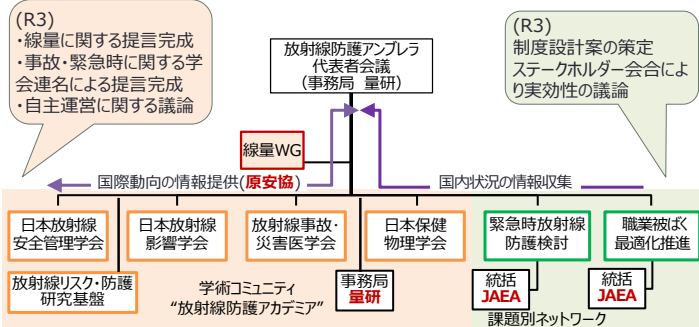 (R3)
・線量に関する提言完成
・事故・緊急時に関する学
会連名による提言完成
・自主運営に関する議論
放射線防護アンブレラ
代表者会議
（事務局 量研）
(R3)
制度設計案の策定
ステークホルダー会合によ
り実効性の議論
線量WG
国際動向の情報提供(原安協)
国内状況の情報収集
日本放射線
安全管理学会
日本放射線
影響学会
放射線事故・
災害医学会
日本保健
物理学会
緊急時放射線
防護検討
職業被ばく
最適化推進
放射線リスク・防護
研究基盤
学術コミュニティ
“放射線防護アカデミア”
事務局
量研
統括
JAEA
統括
JAEA
課題別ネットワーク